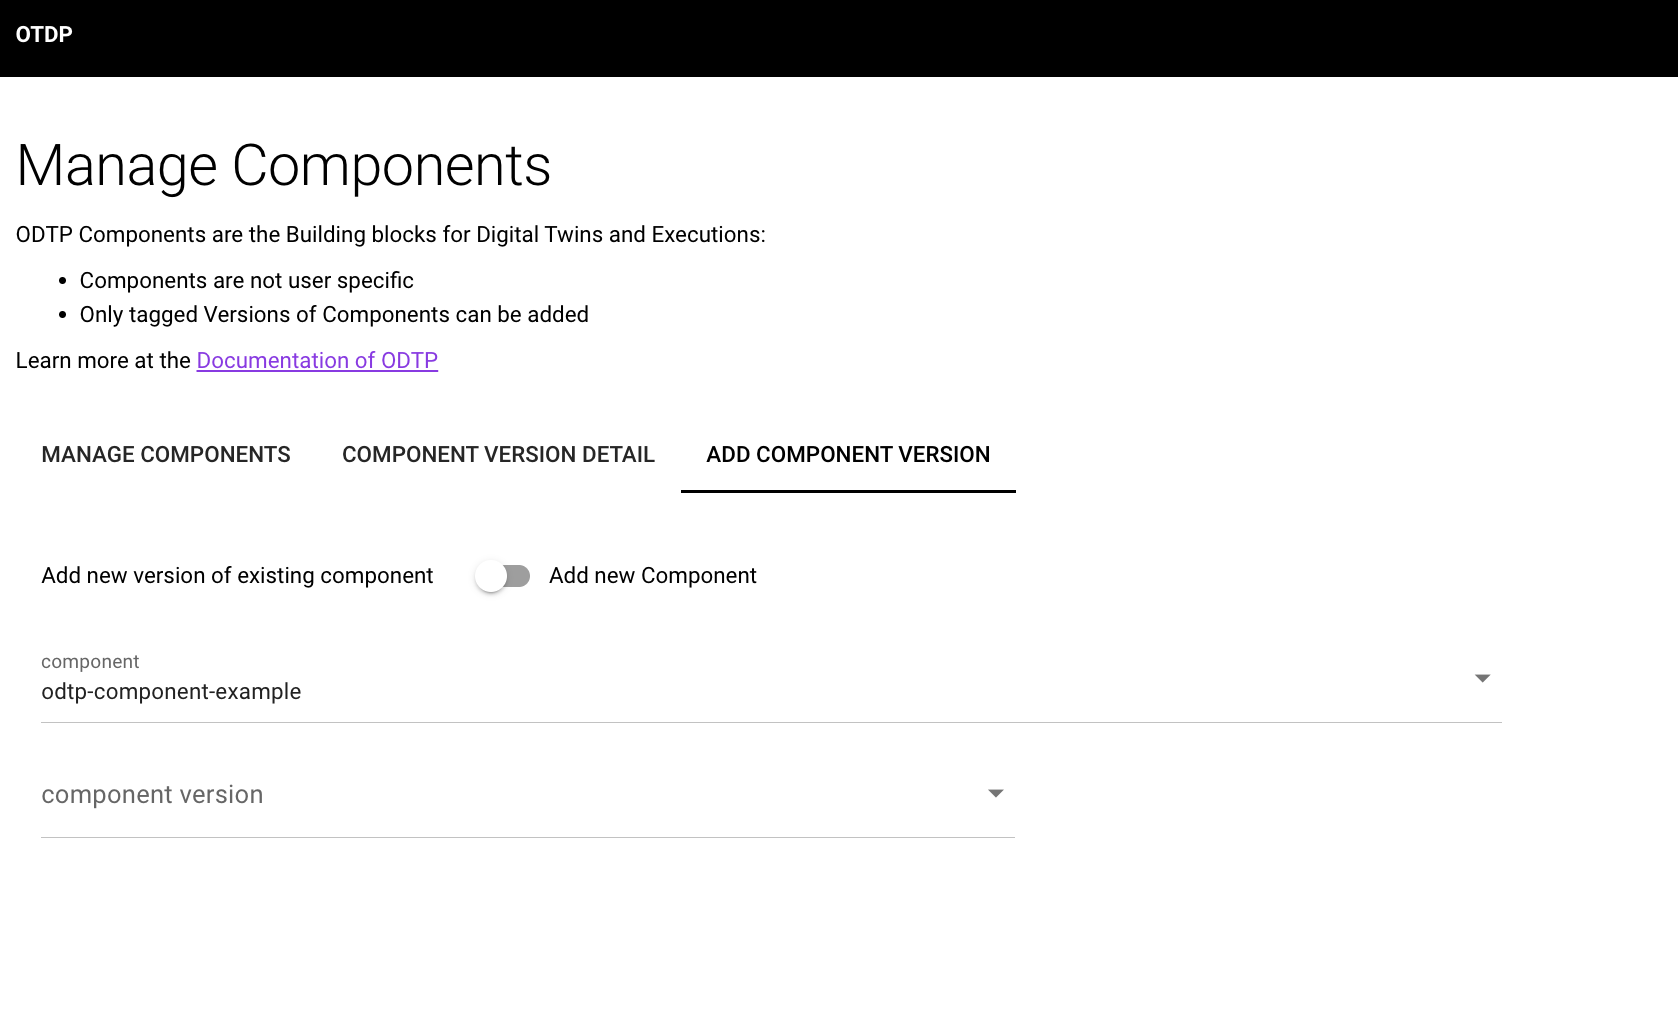 OTDP
Manage Components
ODTP Components are the Building blocks for Digital Twins and Executions:
• Components are not user specific
• Only tagged Versions of Components can be added
Learn more at the Documentation of ODTP
MANAGE COMPONENTS COMPONENT VERSION DETAIL ADD COMPONENT VERSION
Add new version of existing component Add new Component
component
odtp-component-example
component version